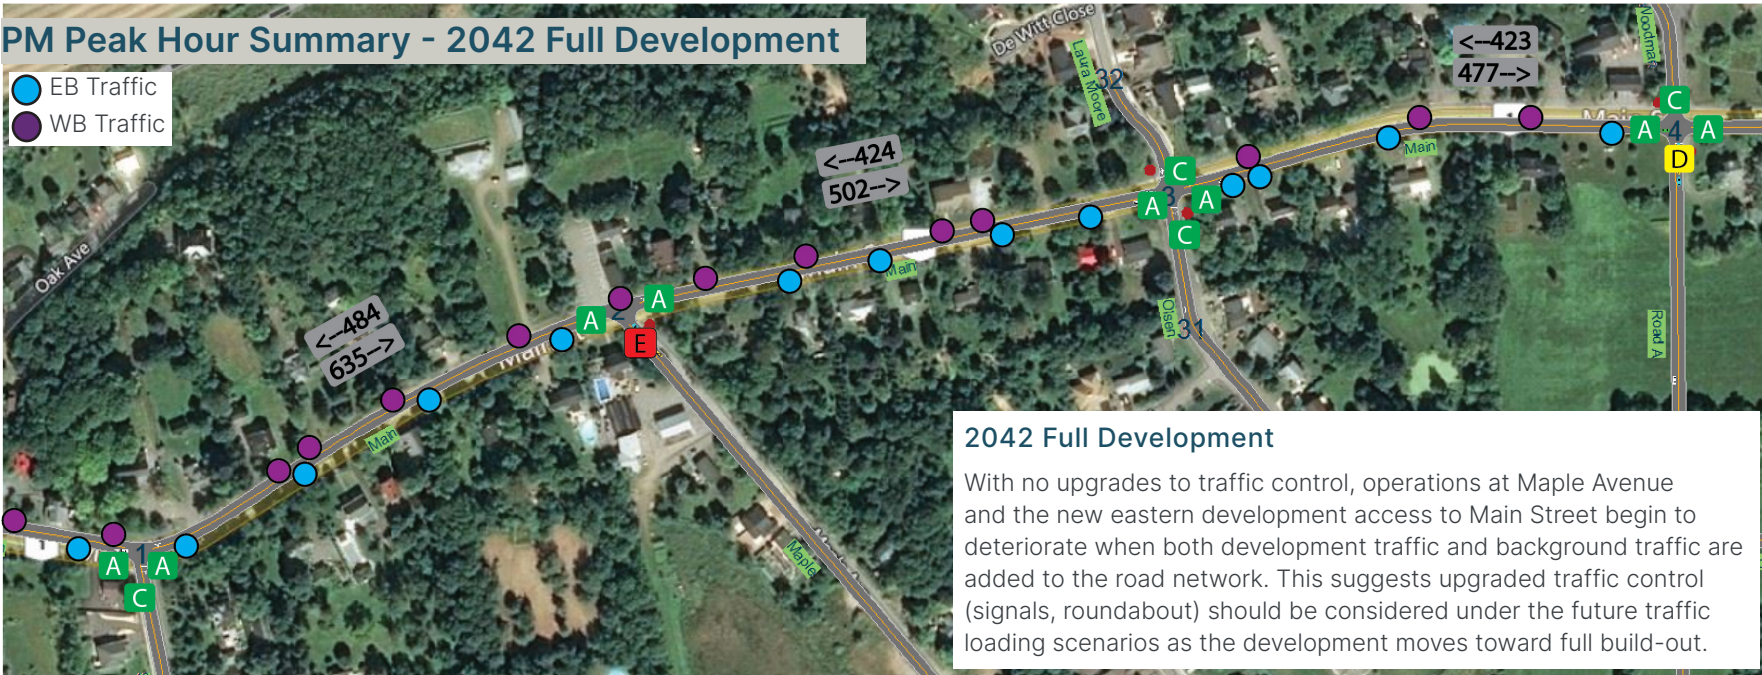 PM Peak Hour Summary - 2042 Full Development
EB Traffic
WB Traffic
De Witt Close
Laura Moore
32
<--423
477-->
Woodmar
C
A
4
A
D
Main
<--424
502-->
C
3
A
A
C
Main
Oak Ave
Olsen
31
Road A
<--484
635-->
A
2
A
E
Main
Main
1
A
A
C
Maple
2042 Full Development
With no upgrades to traffic control, operations at Maple Avenue
and the new eastern development access to Main Street begin to
deteriorate when both development traffic and background traffic are
added to the road network. This suggests upgraded traffic control
(signals, roundabout) should be considered under the future traffic
loading scenarios as the development moves toward full build-out.